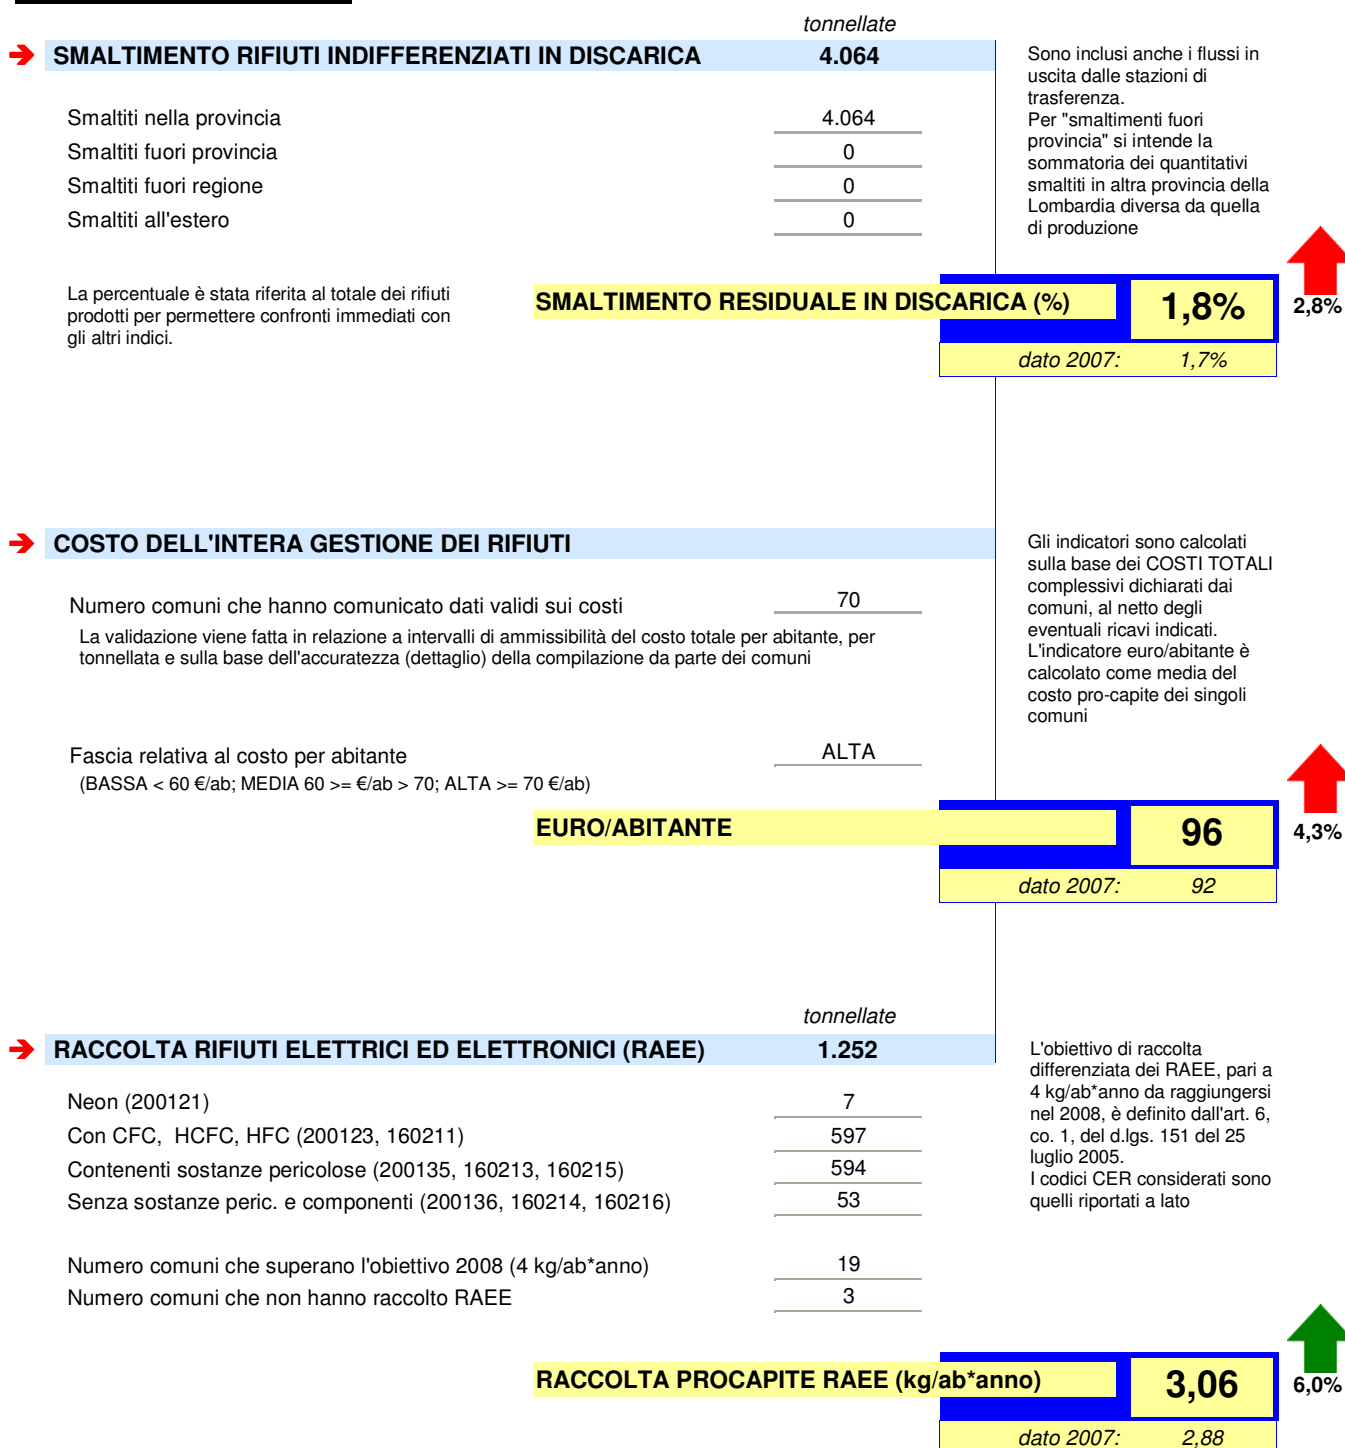 tonnellate
SMALTIMENTO RIFIUTI INDIFFERENZIATI IN DISCARICA 4.064
Smaltiti nella provincia 4.064
Smaltiti fuori provincia 0
Smaltiti fuori regione 0
Smaltiti all'estero 0
Sono inclusi anche i flussi in
uscita dalle stazioni di
trasferenza.
Per "smaltimenti fuori
provincia" si intende la
sommatoria dei quantitativi
smaltiti in altra provincia della
Lombardia diversa da quella
di produzione
La percentuale è stata riferita al totale dei rifiuti
prodotti per permettere confronti immediati con
gli altri indici.
SMALTIMENTO RESIDUALE IN DISCARICA (%) 1,8% 2,8%
dato 2007: 1,7%
COSTO DELL'INTERA GESTIONE DEI RIFIUTI
Numero comuni che hanno comunicato dati validi sui costi 70
La validazione viene fatta in relazione a intervalli di ammissibilità del costo totale per abitante, per
tonnellata e sulla base dell'accuratezza (dettaglio) della compilazione da parte dei comuni
Gli indicatori sono calcolati
sulla base dei COSTI TOTALI
complessivi dichiarati dai
comuni, al netto degli
eventuali ricavi indicati.
L'indicatore euro/abitante è
calcolato come media del
costo pro-capite dei singoli
comuni
Fascia relativa al costo per abitante ALTA
(BASSA < 60 €/ab; MEDIA 60 >= €/ab > 70; ALTA >= 70 €/ab)
EURO/ABITANTE 96 4,3%
dato 2007: 92
tonnellate
RACCOLTA RIFIUTI ELETTRICI ED ELETTRONICI (RAEE) 1.252
Neon (200121) 7
Con CFC, HCFC, HFC (200123, 160211) 597
Contenenti sostanze pericolose (200135, 160213, 160215) 594
Senza sostanze peric. e componenti (200136, 160214, 160216) 53
L'obiettivo di raccolta
differenziata dei RAEE, pari a
4 kg/ab*anno da raggiungersi
nel 2008, è definito dall'art. 6,
co. 1, del d.lgs. 151 del 25
luglio 2005.
I codici CER considerati sono
quelli riportati a lato
Numero comuni che superano l'obiettivo 2008 (4 kg/ab*anno) 19
Numero comuni che non hanno raccolto RAEE 3
RACCOLTA PROCAPITE RAEE (kg/ab*anno) 3,06 6,0%
dato 2007: 2,88